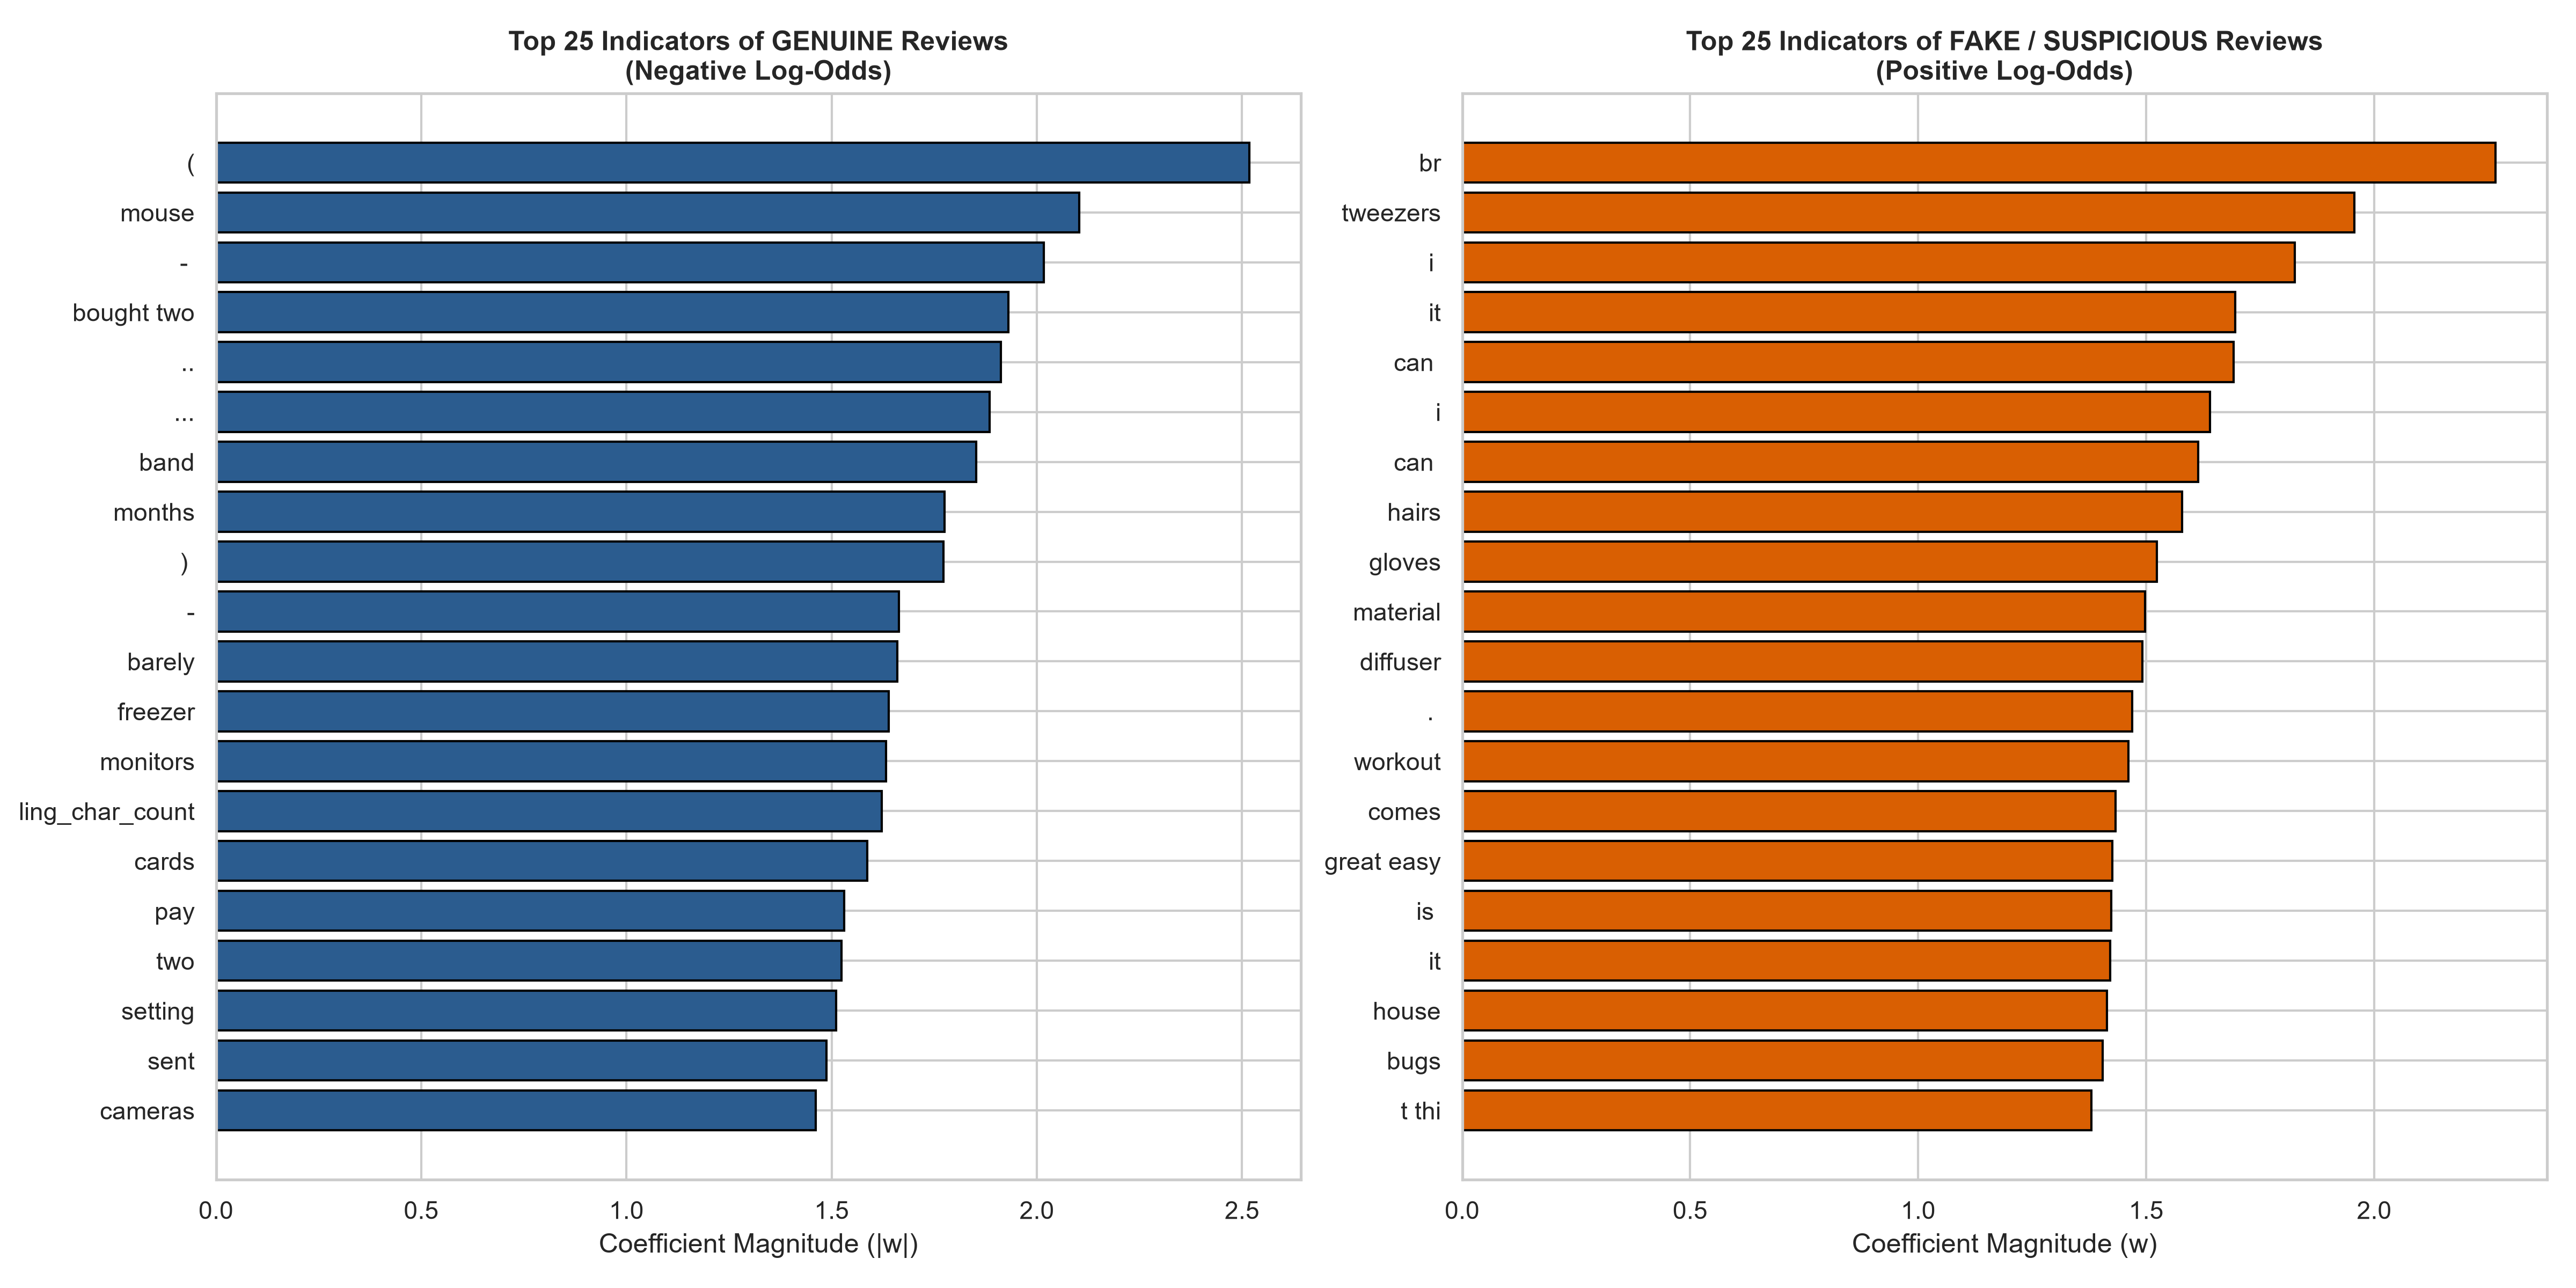 Top 25 Indicators of GENUINE Reviews
(Negative Log-Odds)
(
mouse
-
bought two
..
...
band
months
)
-
barely
freezer
monitors
ling_char_count
cards
pay
two
setting
sent
cameras
0.0 0.5 1.0 1.5 2.0 2.5
Coefficient Magnitude (|w|)
Top 25 Indicators of FAKE / SUSPICIOUS Reviews
(Positive Log-Odds)
br
tweezers
i
it
can
i
can
hairs
gloves
material
diffuser
.
workout
comes
great easy
is
it
house
bugs
t thi
0.0 0.5 1.0 1.5 2.0
Coefficient Magnitude (w)